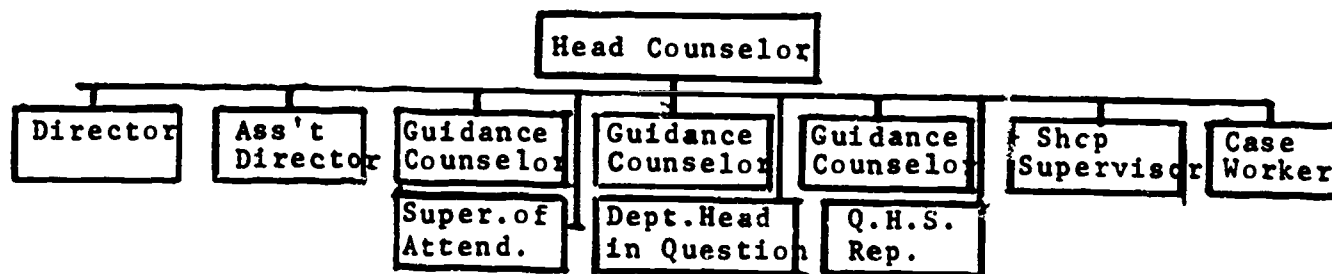 Head Counselor
Director
Ass't
Director
Guidance
Counselor
Guidance
Counselor
Guidance
Counselor
Shcp
Supervisor
Case
Worker
Super.of
Attend.
Dept.Head
in Question
Q.H.S.
Rep.